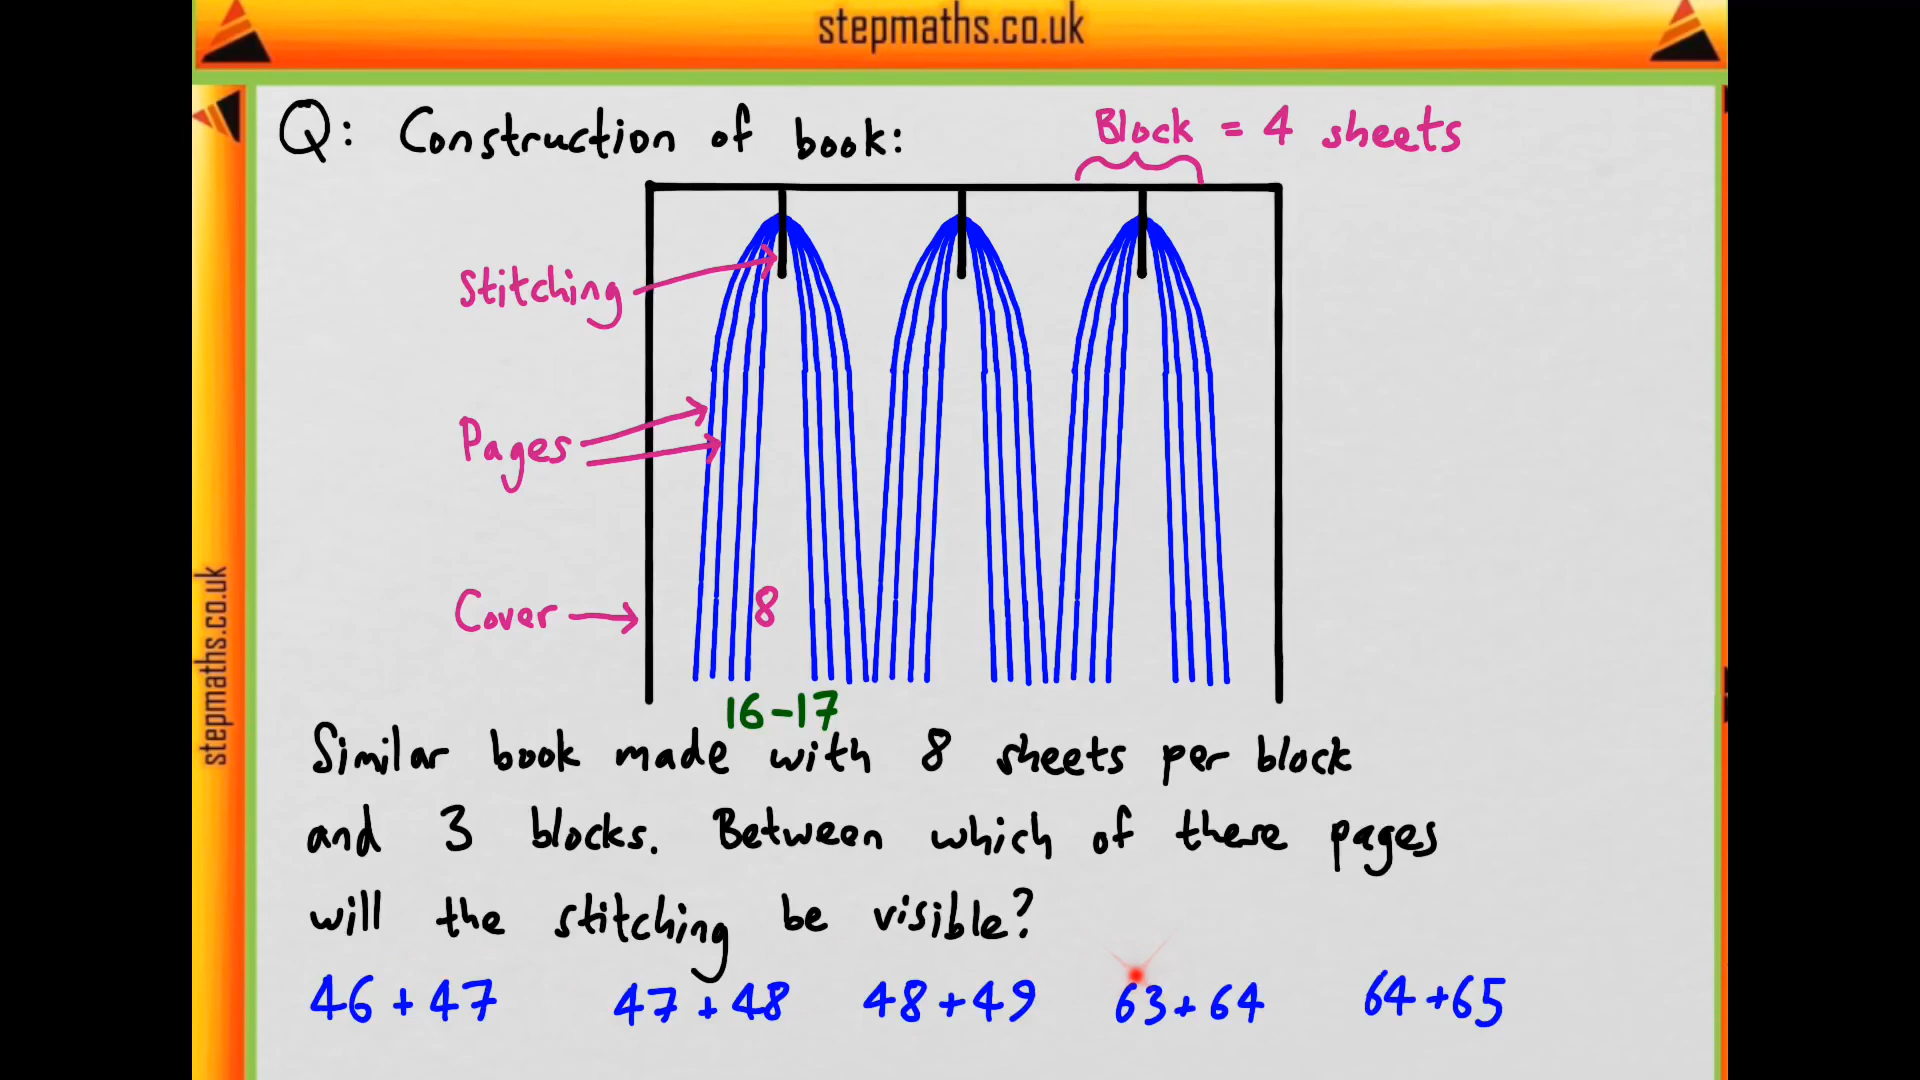 stepmaths.co.uk
stepmaths.co.uk
Q: Construction of book:
Block = 4 sheets
Stitching
Pages
Cover
8
16-17
Similar book made with 8 sheets per block
and 3 blocks. Between which of these pages
will the stitching be visible?
46 + 47 47 + 48 48 + 49 63 + 64 64 + 65